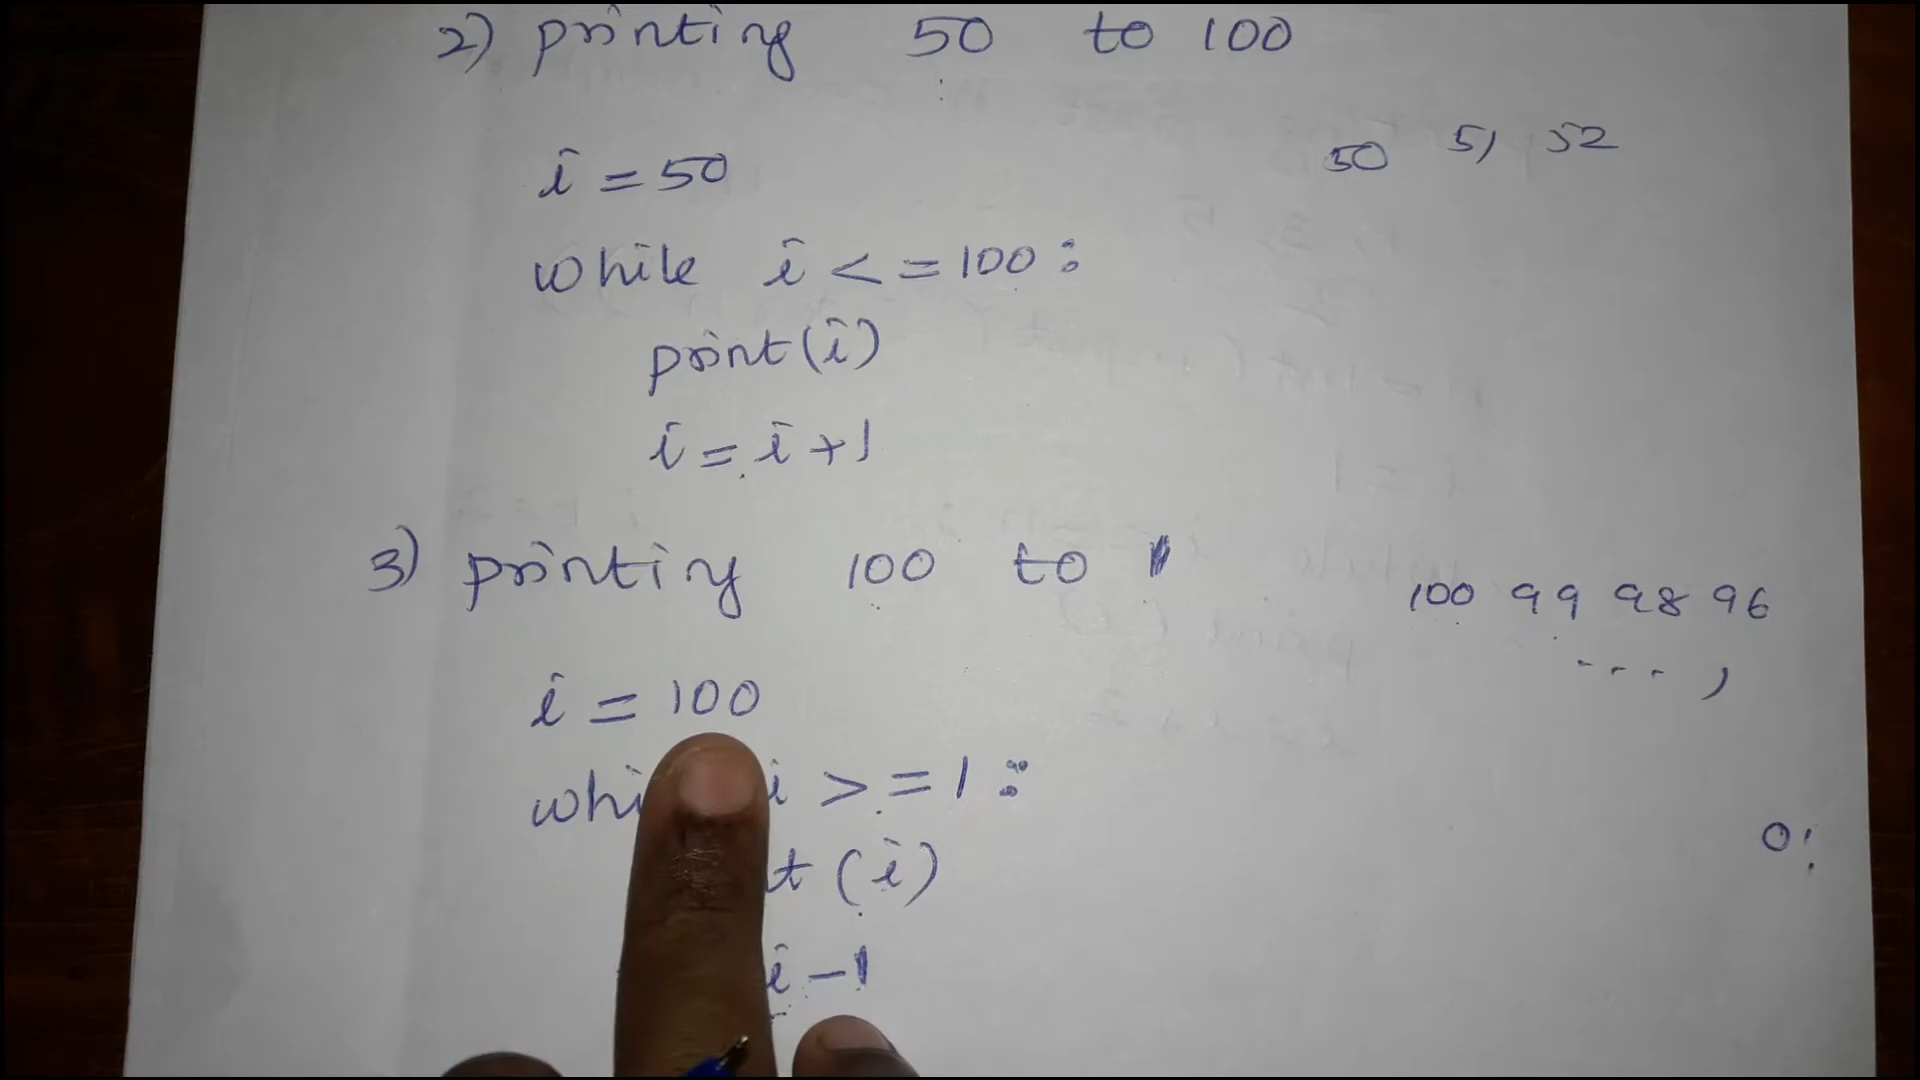 2) printing 50 to 100
50 51 52
i = 50
while i <= 100 :
print(i)
i = i + 1
3) printing 100 to 1
100 99 98 96
- - - - ,
i = 100
i >= 1 :
(i)
i - 1